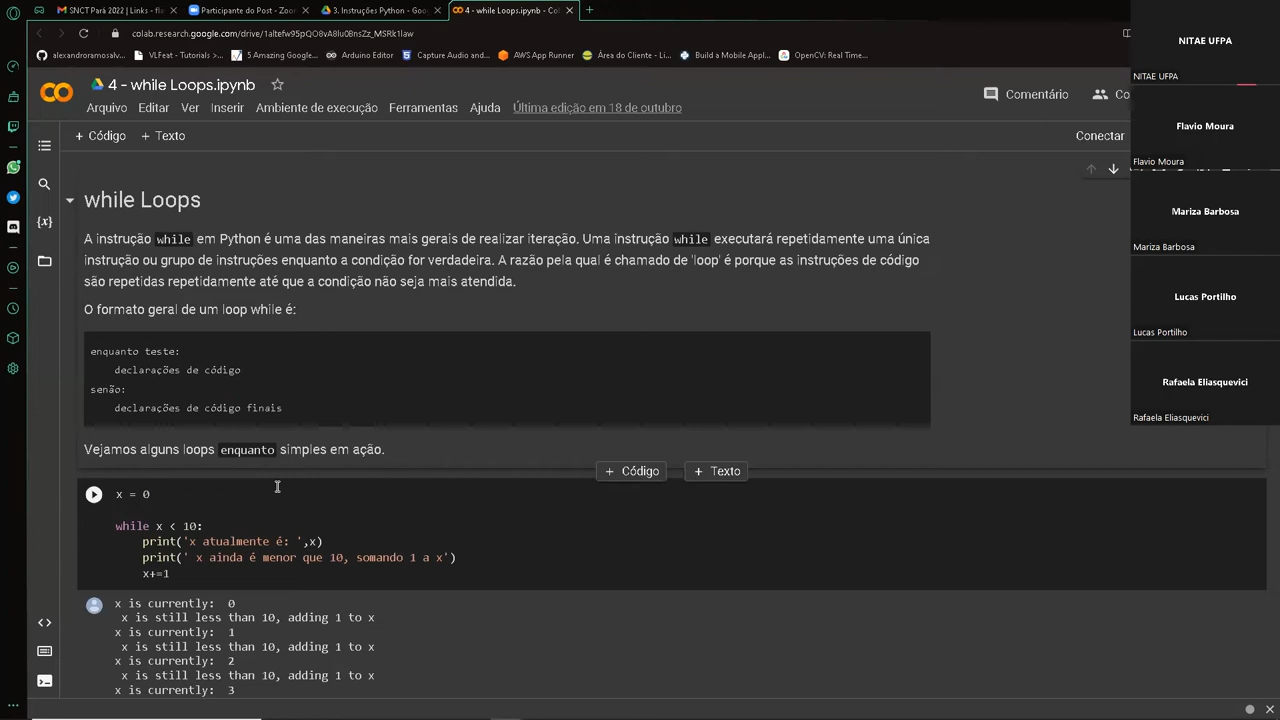 SNCT Pará 2022 | Links - f
Participante do Post - Zoo
3. Instruções Python - Goo
4 - while Loops.ipynb - Col
colab.research.google.com/drive/
alexandroramosalv
VLFeat - Tutorials >...
5 Amazing Google...
Arduino Editor
Capture Audio and...
AWS App Runner
Área do Cliente - Li...
Build a Mobile Appl...
OpenCV: Real Time...
4 - while Loops.ipynb
Arquivo Editar Ver Inserir Ambiente de execução Ferramentas Ajuda Última edição em 18 de outubro
Comentário
Co
+ Código + Texto
Conectar
while Loops
A instrução while em Python é uma das maneiras mais gerais de realizar iteração. Uma instrução while executará repetidamente uma única
instrução ou grupo de instruções enquanto a condição for verdadeira. A razão pela qual é chamado de 'loop' é porque as instruções de código
são repetidas repetidamente até que a condição não seja mais atendida.
O formato geral de um loop while é:
enquanto teste:
declarações de código
senão:
declarações de código finais
Vejamos alguns loops enquanto simples em ação.
+ Código + Texto
x = 0
while x < 10:
print('x atualmente é: ',x)
print(' x ainda é menor que 10, somando 1 a x')
x+=1
x is currently: 0
x is still less than 10, adding 1 to x
x is currently: 1
x is still less than 10, adding 1 to x
x is currently: 2
x is still less than 10, adding 1 to x
x is currently: 3
NITAE UFPA
NITAE UFPA
Flavio Moura
Flavio Moura
Mariza Barbosa
Mariza Barbosa
Lucas Portilho
Lucas Portilho
Rafaela Eliasquevici
Rafaela Eliasquevici